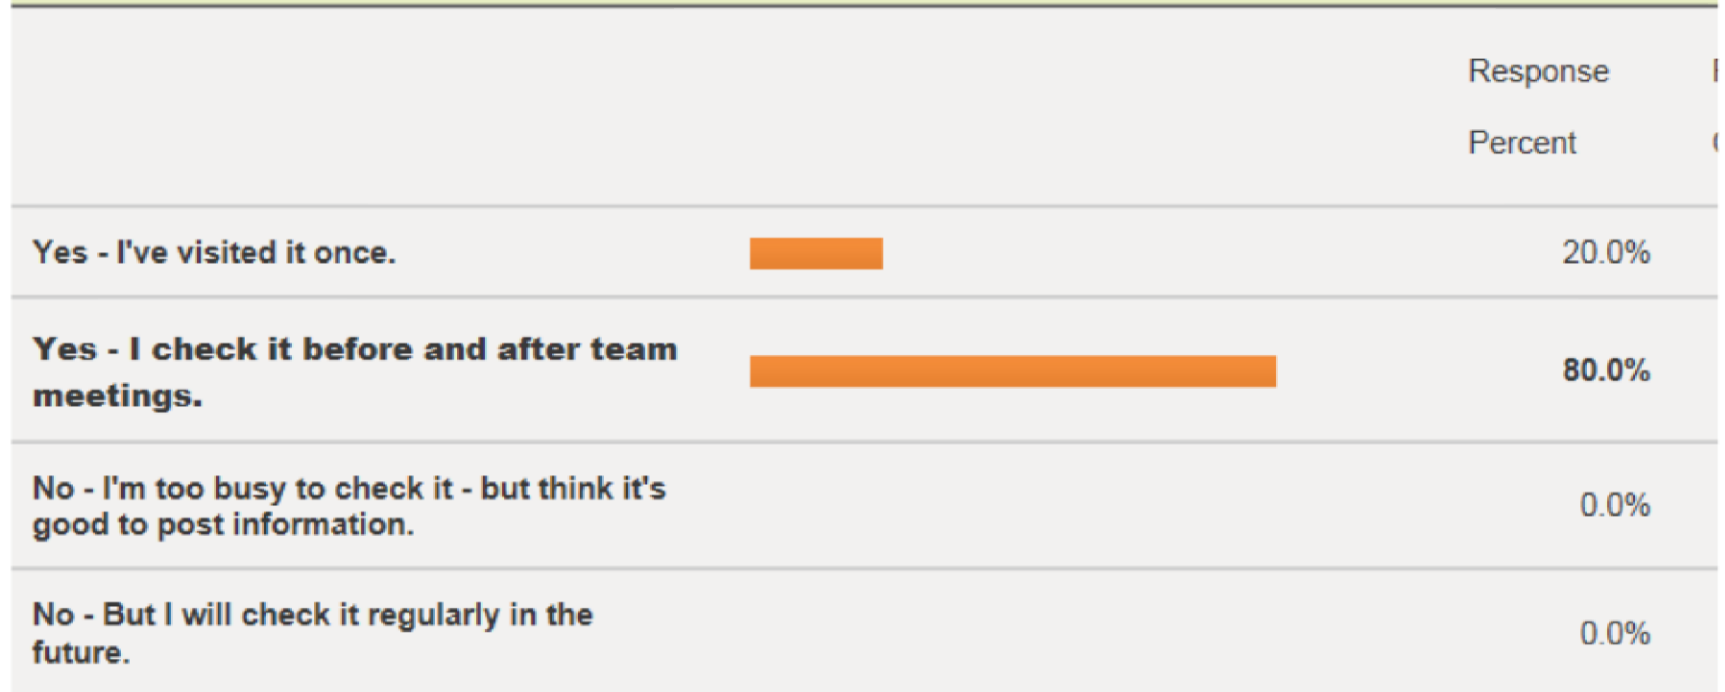 Response
Percent
Yes - I've visited it once.
20.0%
Yes - I check it before and after team
meetings.
80.0%
No - I'm too busy to check it - but think it's
good to post information.
0.0%
No - But I will check it regularly in the
future.
0.0%